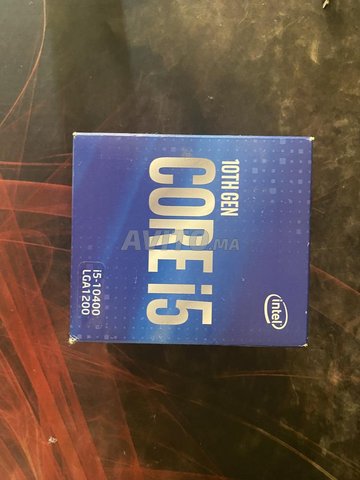 10TH GEN
CORE i5
i5-10400
LGA1200
intel
AVITO.MA